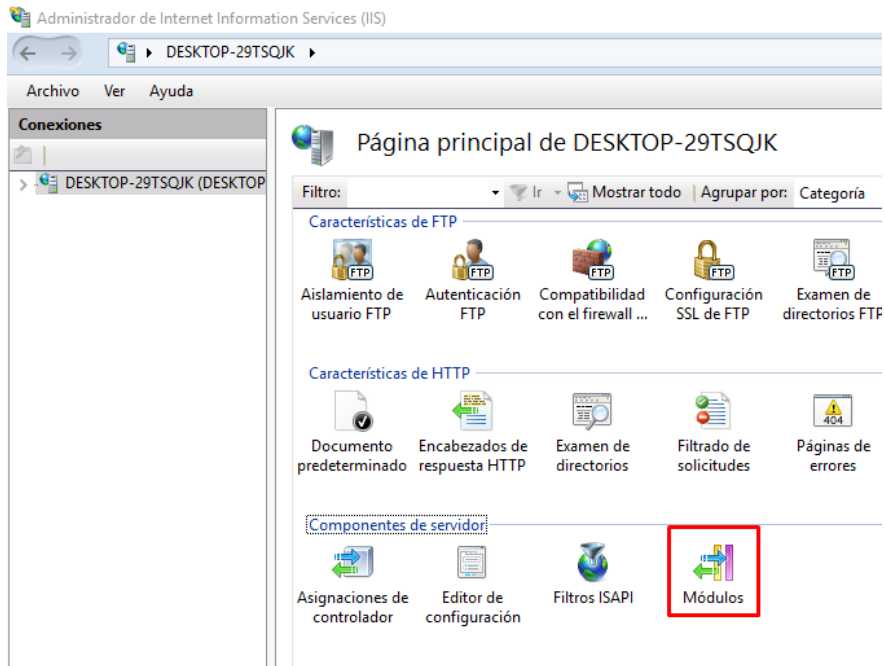 Administrador de Internet Information Services (IIS)
DESKTOP-29TSQJK
Archivo Ver Ayuda
Conexiones
DESKTOP-29TSQJK (DESKTOP
Página principal de DESKTOP-29TSQJK
Filtro: Ir Mostrar todo Agrupar por: Categoría
Características de FTP
FTP FTP FTP FTP FTP
Aislamiento de Autenticación Compatibilidad Configuración Examen de
usuario FTP FTP con el firewall ... SSL de FTP directorios FTP
Características de HTTP
404
Documento Encabezados de Examen de Filtrado de Páginas de
predeterminado respuesta HTTP directorios solicitudes errores
Componentes de servidor
Asignaciones de Editor de Filtros ISAPI Módulos
controlador configuración